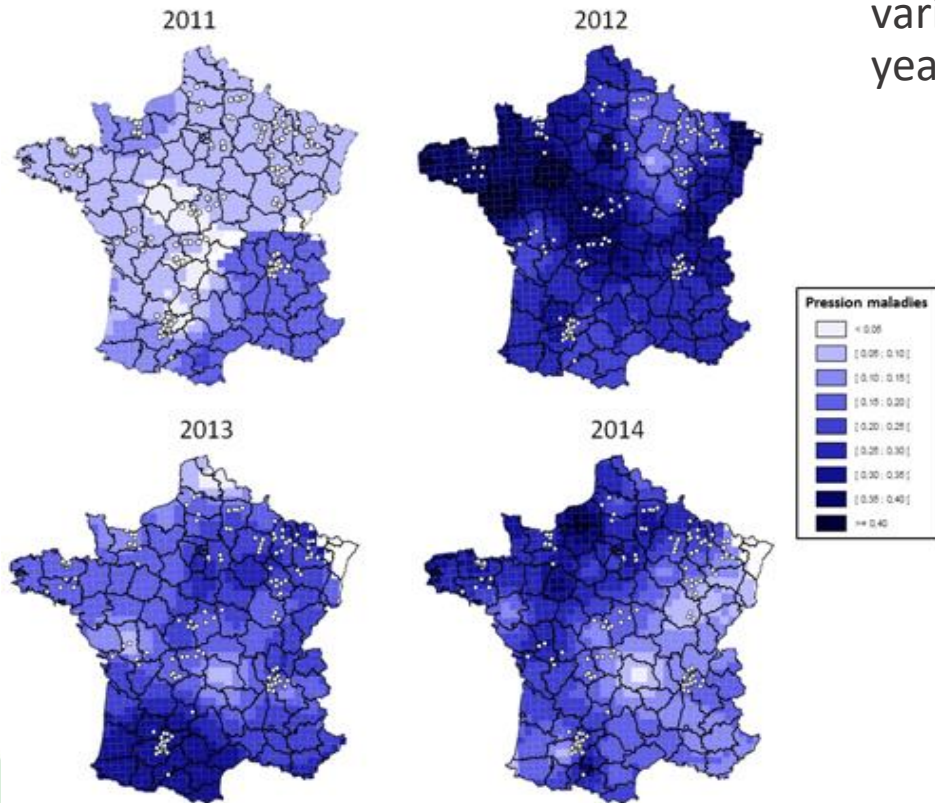 vari
yea
2011
2012
Pression maladies
< 0,05
[ 0,05 ; 0,10 [
[ 0,10 ; 0,15 [
[ 0,15 ; 0,20 [
[ 0,20 ; 0,25 [
[ 0,25 ; 0,30 [
[ 0,30 ; 0,35 [
[ 0,35 ; 0,40 [
>= 0,40
2013
2014